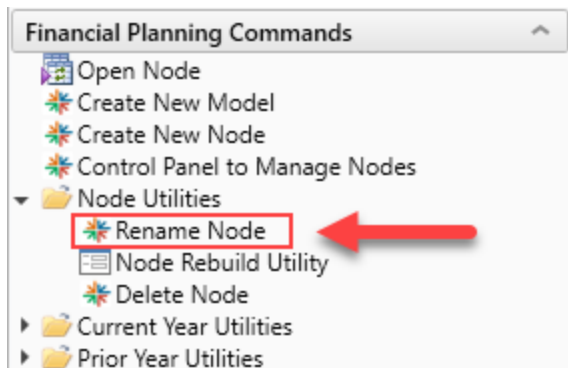 Financial Planning Commands
Open Node
Create New Model
Create New Node
Control Panel to Manage Nodes
Node Utilities
Rename Node
Node Rebuild Utility
Delete Node
Current Year Utilities
Prior Year Utilities